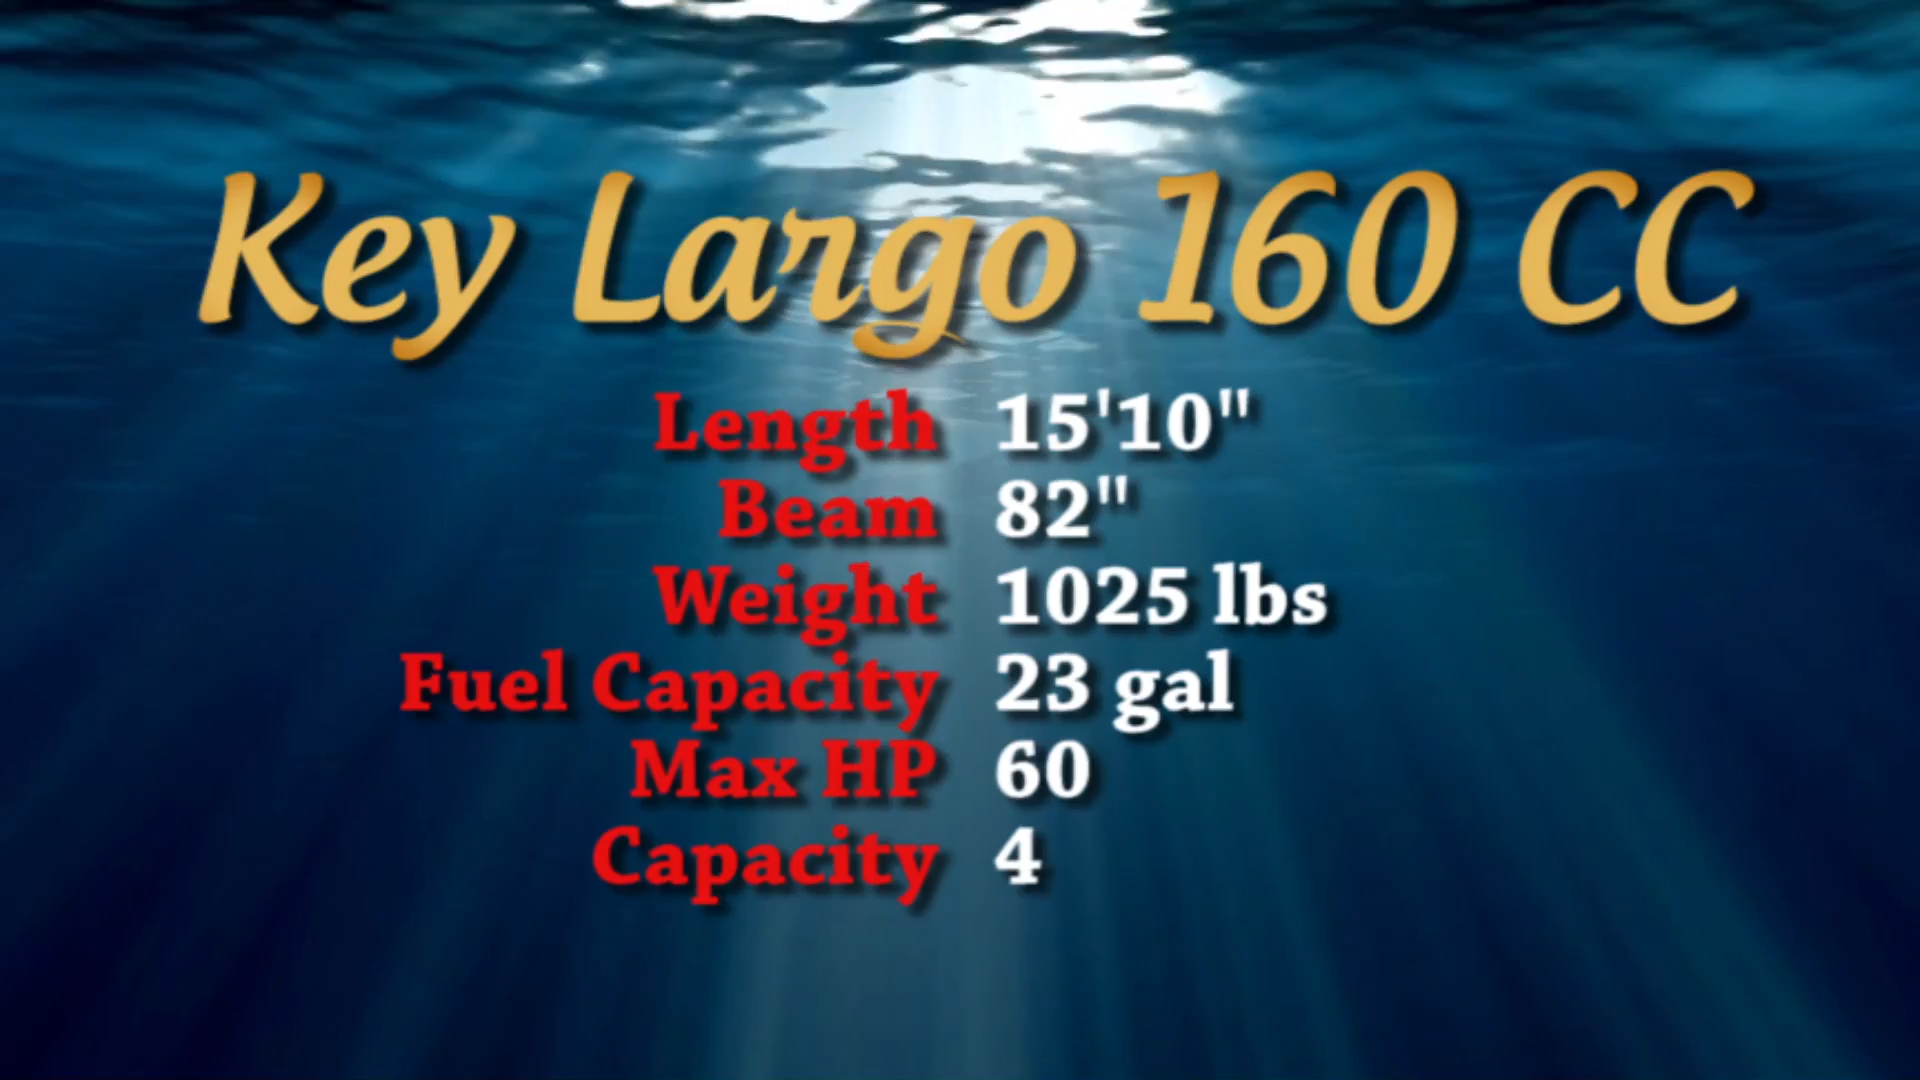 Key Largo 160 CC
Length 15'10"
Beam 82"
Weight 1025 lbs
Fuel Capacity 23 gal
Max HP 60
Capacity 4